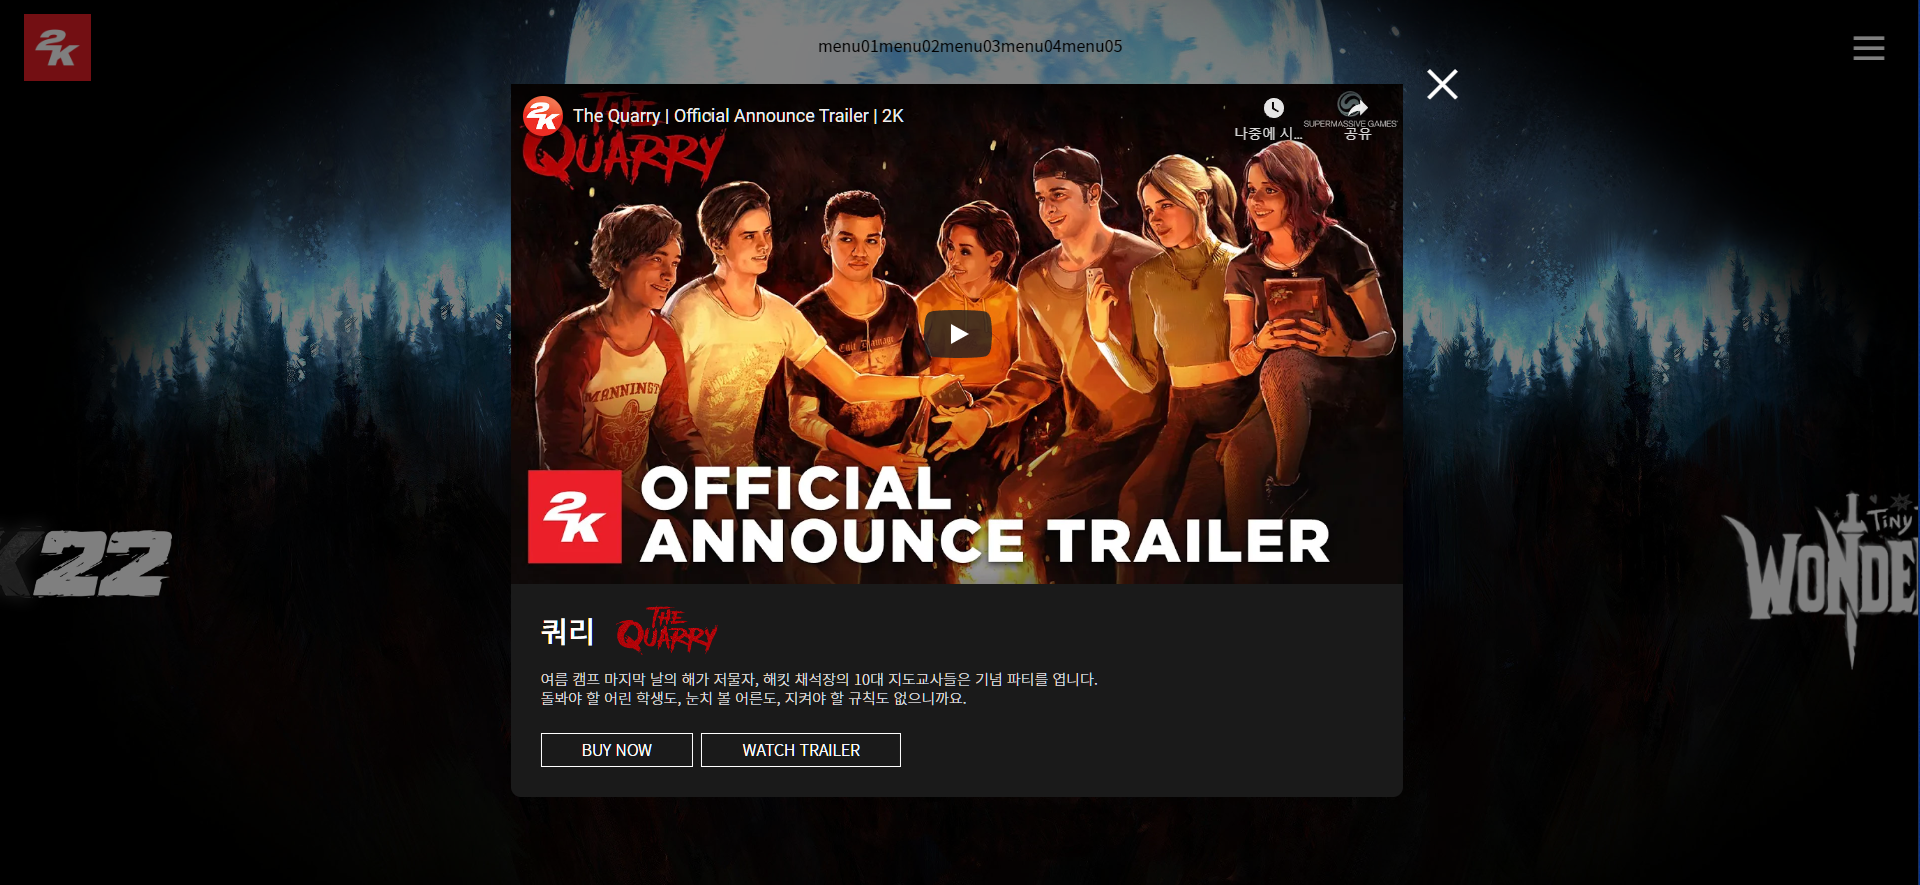 2K
menu01menu02menu03menu04menu05
2K
The Quarry | Official Announce Trailer | 2K
나중에 시...
공유
SUPERMASSIVE GAMES
THE
QUARRY
MANNING
2K
OFFICIAL
ANNOUNCE TRAILER
K22
Tiny
WONDE
쿼리
THE
QUARRY
여름 캠프 마지막 날의 해가 저물자, 해킷 채석장의 10대 지도교사들은 기념 파티를 엽니다.
돌봐야 할 어린 학생도, 눈치 볼 어른도, 지켜야 할 규칙도 없으니까요.
BUY NOW
WATCH TRAILER